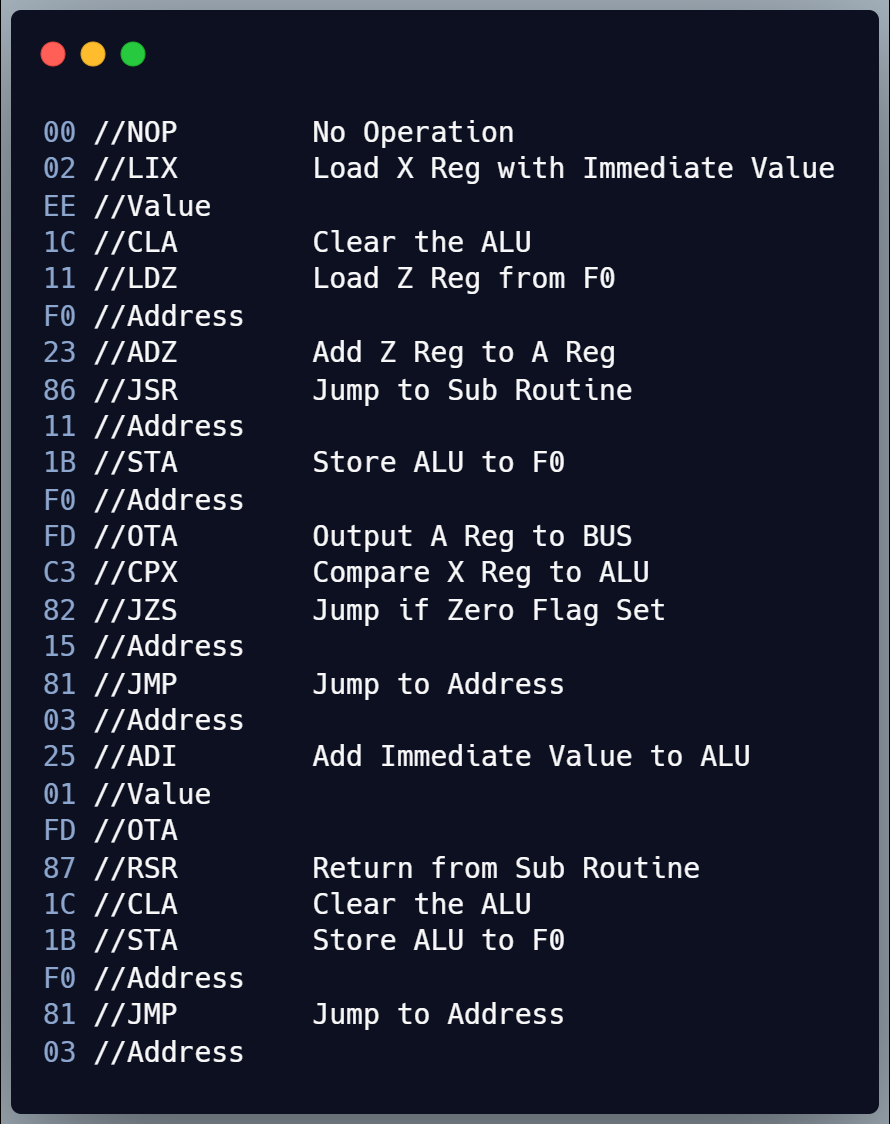 00 //NOP        No Operation
02 //LIX        Load X Reg with Immediate Value
EE //Value
1C //CLA        Clear the ALU
11 //LDZ        Load Z Reg from F0
F0 //Address
23 //ADZ        Add Z Reg to A Reg
86 //JSR        Jump to Sub Routine
11 //Address
1B //STA        Store ALU to F0
F0 //Address
FD //OTA        Output A Reg to BUS
C3 //CPX        Compare X Reg to ALU
82 //JZS        Jump if Zero Flag Set
15 //Address
81 //JMP        Jump to Address
03 //Address
25 //ADI        Add Immediate Value to ALU
01 //Value
FD //OTA
87 //RSR        Return from Sub Routine
1C //CLA        Clear the ALU
1B //STA        Store ALU to F0
F0 //Address
81 //JMP        Jump to Address
03 //Address